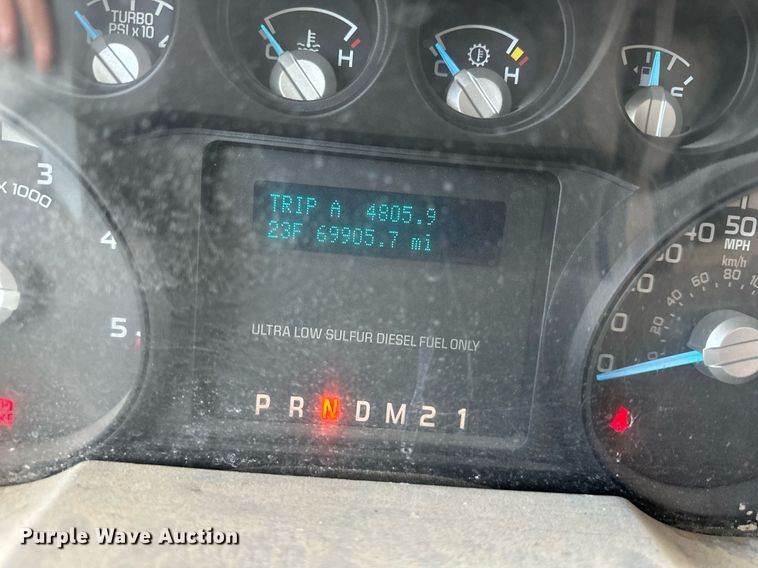 TURBO
PSI x 10
C H
C H
3
X 1000
4
5
TRIP A 4805.9
23F 69905.7 mi
ULTRA LOW SULFUR DIESEL FUEL ONLY
P R N D M 2 1
40 50
MPH
km/h
60 80
40
20
0
Purple Wave Auction